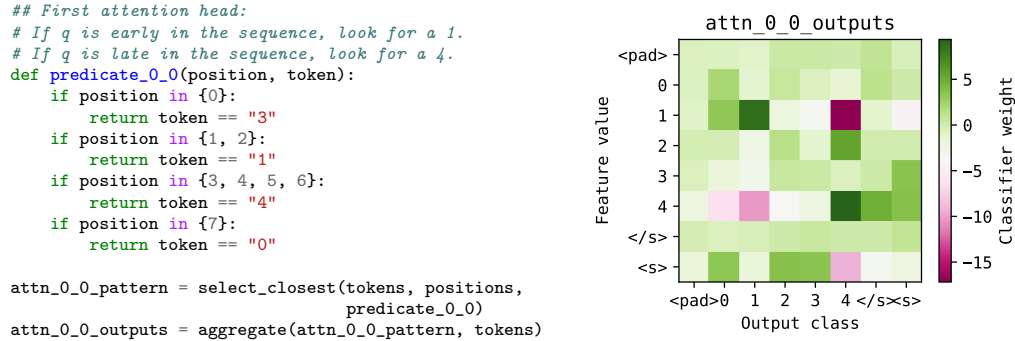 ## First attention head:
# If q is early in the sequence, look for a 1.
# If q is late in the sequence, look for a 4.
def predicate_0_0(position, token):
    if position in {0}:
        return token == "3"
    if position in {1, 2}:
        return token == "1"
    if position in {3, 4, 5, 6}:
        return token == "4"
    if position in {7}:
        return token == "0"
attn_0_0_pattern = select_closest(tokens, positions,
                                  predicate_0_0)
attn_0_0_outputs = aggregate(attn_0_0_pattern, tokens)
attn_0_0_outputs
Feature value
<pad>
0
1
2
3
4
</s>
<s>
<pad> 0 1 2 3 4 </s> <s>
Output class
5
0
−5
−10
−15
Classifier weight